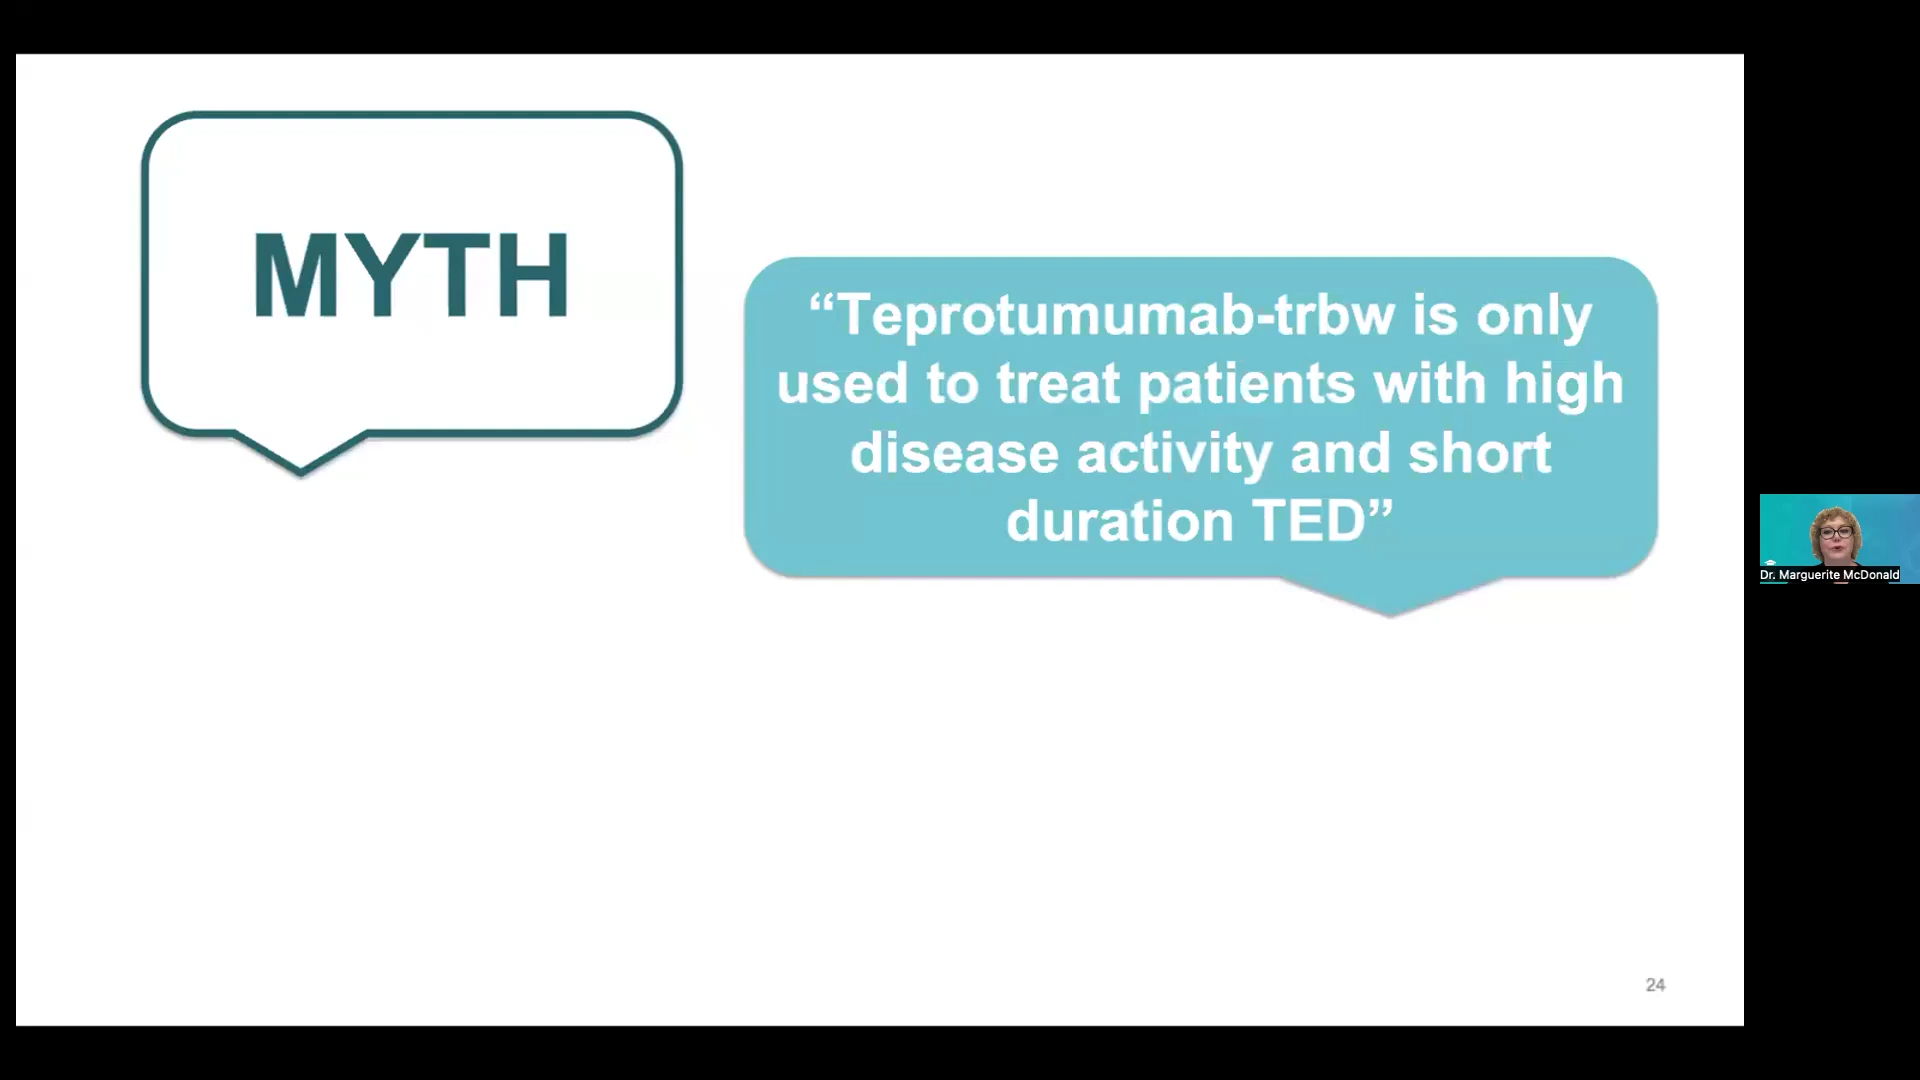 MYTH
“Teprotumumab-trbw is only
used to treat patients with high
disease activity and short
duration TED”
Dr. Marguerite McDonald
24